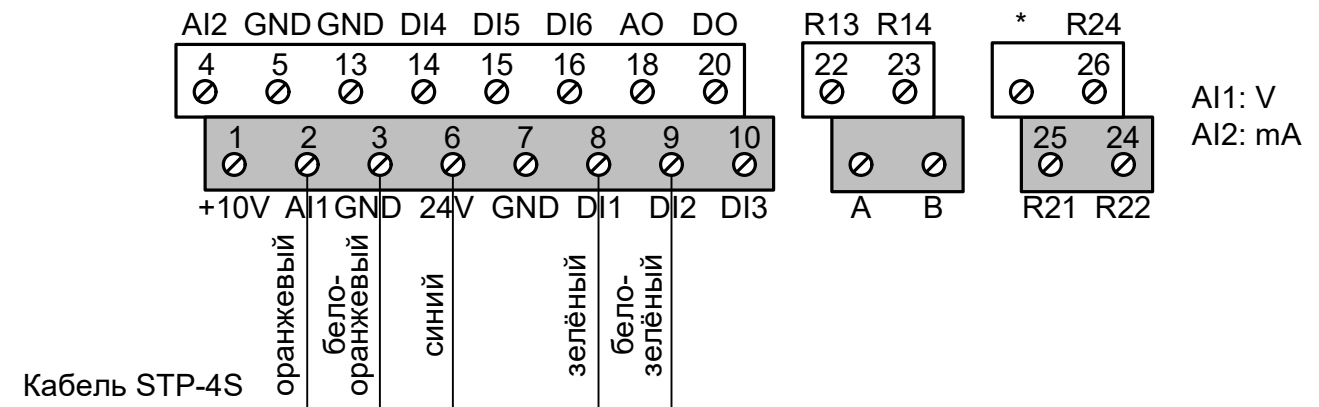 AI2 GND GND DI4 DI5 DI6 AO DO R13 R14 * R24
4 5 13 14 15 16 18 20 22 23 26
AI1: V
AI2: mA
1 2 3 6 7 8 9 10 25 24
+10V AI1 GND 24V GND DI1 DI2 DI3 A B R21 R22
оранжевый
бело-
оранжевый
синий
зелёный
бело-
зелёный
Кабель STP-4S